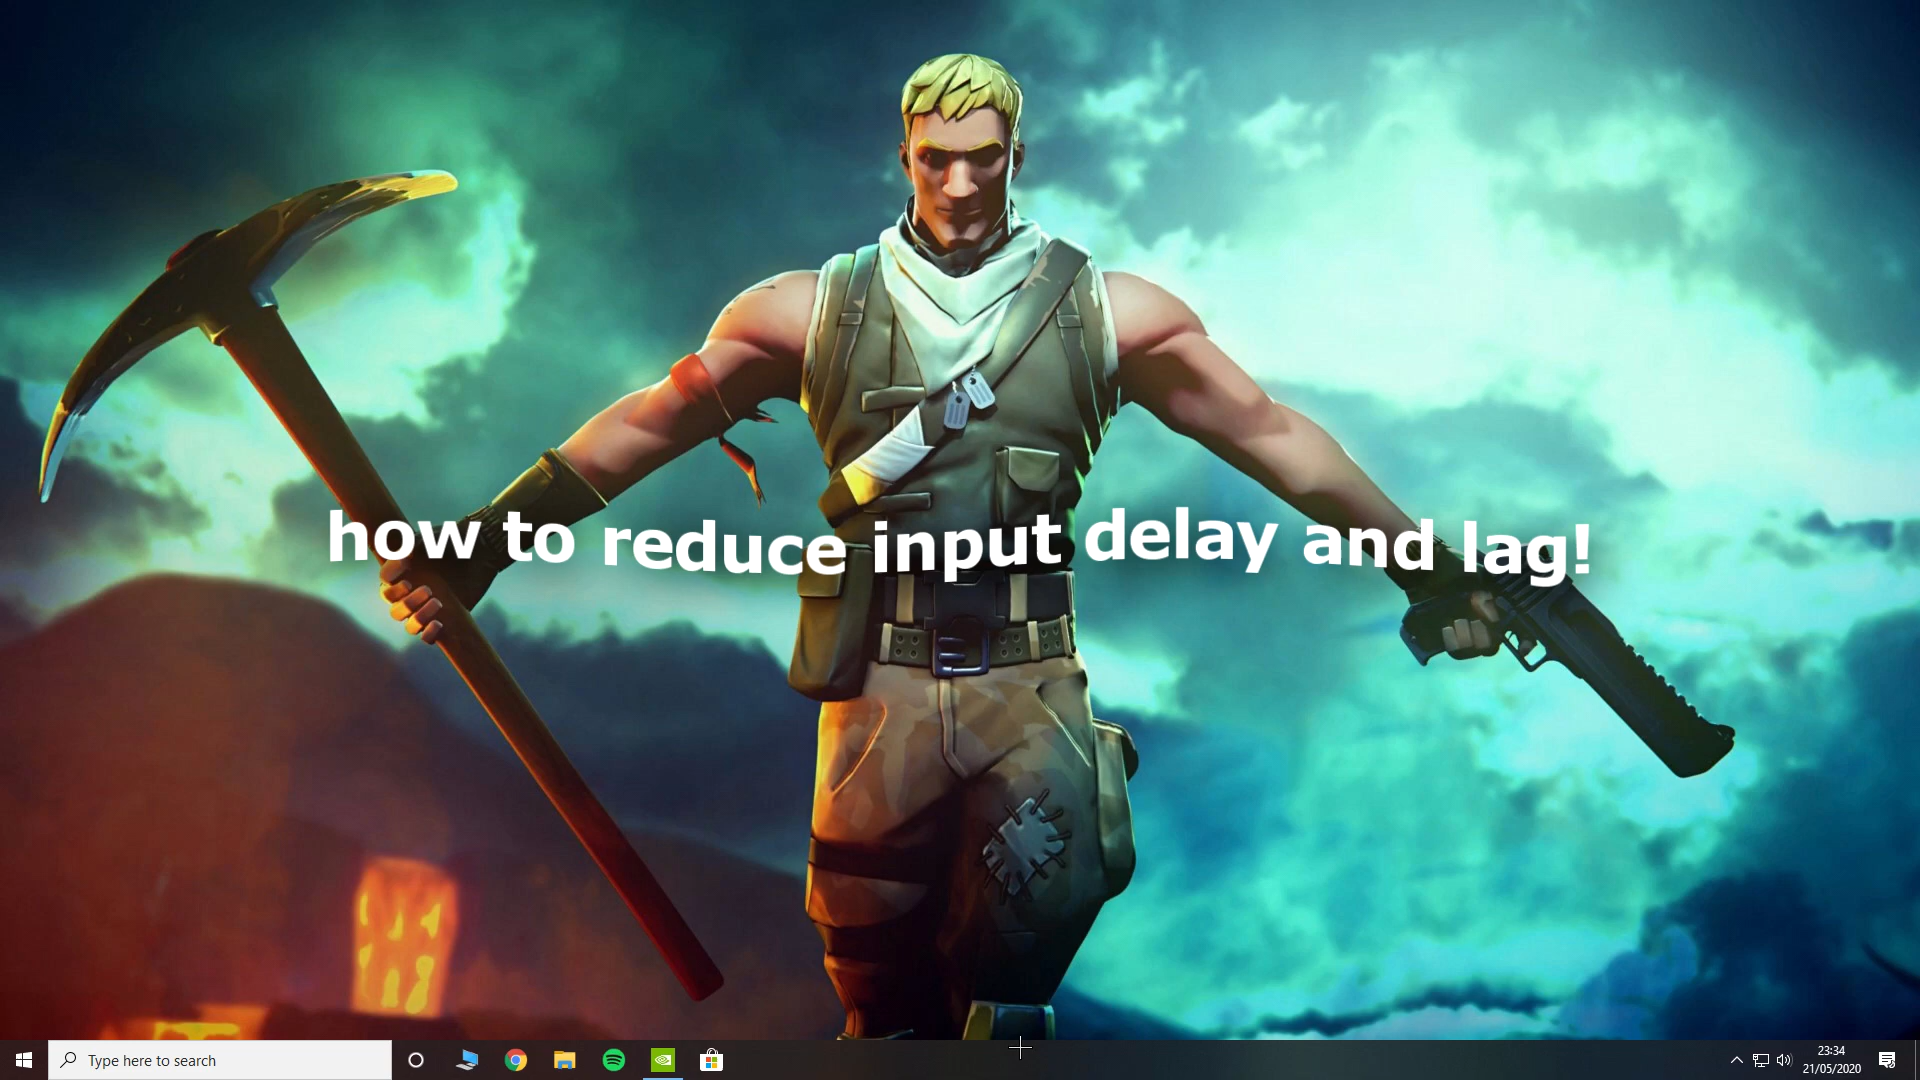 how to reduce input delay and lag!
Type here to search
23:34
21/05/2020